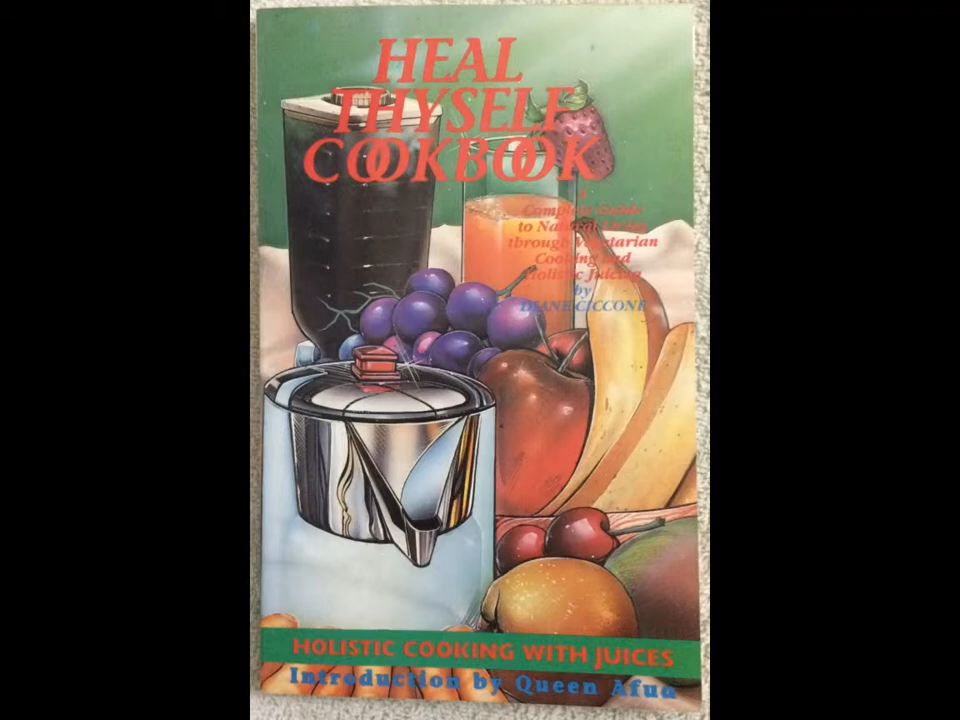 HEAL
THYSELF
COOKBOOK
A
Complete Guide
to Natural Living
through Vegetarian
Cooking and
Holistic Juicing
by
DIANE CICCONE
HOLISTIC COOKING WITH JUICES
Introduction by Queen Afua